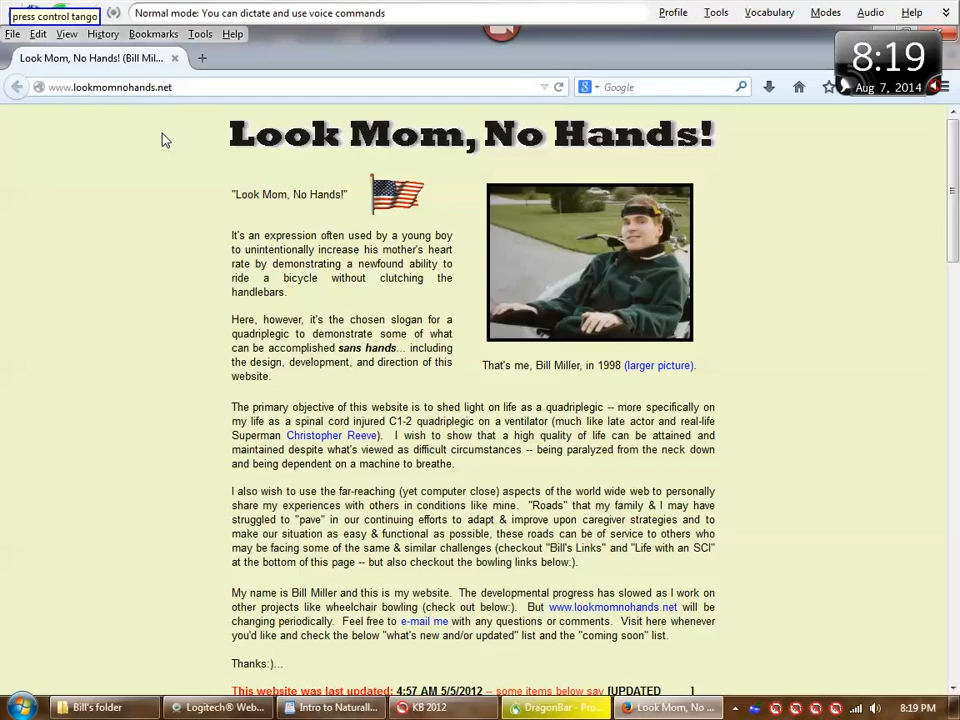 press control tango
Normal mode: You can dictate and use voice commands
Profile Tools Vocabulary Modes Audio Help
File Edit View History Bookmarks Tools Help
8:19
Aug 7, 2014
Look Mom, No Hands! (Bill Mil...
www.lookmomnohands.net
Google
Look Mom, No Hands!
"Look Mom, No Hands!"
It's an expression often used by a young boy
to unintentionally increase his mother's heart
rate by demonstrating a newfound ability to
ride a bicycle without clutching the
handlebars.
Here, however, it's the chosen slogan for a
quadriplegic to demonstrate some of what
can be accomplished sans hands... including
the design, development, and direction of this
website.
That's me, Bill Miller, in 1998 (larger picture).
The primary objective of this website is to shed light on life as a quadriplegic -- more specifically on
my life as a spinal cord injured C1-2 quadriplegic on a ventilator (much like late actor and real-life
Superman Christopher Reeve). I wish to show that a high quality of life can be attained and
maintained despite what's viewed as difficult circumstances -- being paralyzed from the neck down
and being dependent on a machine to breathe.
I also wish to use the far-reaching (yet computer close) aspects of the world wide web to personally
share my experiences with others in conditions like mine. "Roads" that my family & I may have
struggled to "pave" in our continuing efforts to adapt & improve upon caregiver strategies and to
make our situation as easy & functional as possible, these roads can be of service to others who
may be facing some of the same & similar challenges (checkout "Bill's Links" and "Life with an SCI"
at the bottom of this page -- but also checkout the bowling links below:).
My name is Bill Miller and this is my website. The developmental progress has slowed as I work on
other projects like wheelchair bowling (check out below:). But www.lookmomnohands.net will be
changing periodically. Feel free to e-mail me with any questions or comments. Visit here whenever
you'd like and check the below "what's new and/or updated" list and the "coming soon" list.
Thanks:)...
This website was last updated: 4:57 AM 5/5/2012 -- some items below say [UPDATED ]
Bill's folder
Logitech® Web...
Intro to Naturall...
KB 2012
DragonBar - Pro...
Look Mom, No ...
8:19 PM